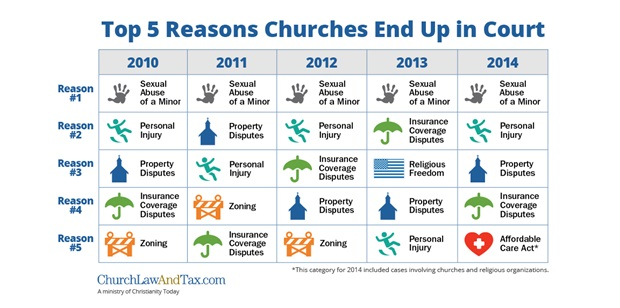 Top 5 Reasons Churches End Up in Court
2010 2011 2012 2013 2014
Reason #1
Sexual Abuse of a Minor
Sexual Abuse of a Minor
Sexual Abuse of a Minor
Sexual Abuse of a Minor
Sexual Abuse of a Minor
Reason #2
Personal Injury
Property Disputes
Personal Injury
Insurance Coverage Disputes
Personal Injury
Reason #3
Property Disputes
Personal Injury
Insurance Coverage Disputes
Religious Freedom
Property Disputes
Reason #4
Insurance Coverage Disputes
Zoning
Property Disputes
Property Disputes
Insurance Coverage Disputes
Reason #5
Zoning
Insurance Coverage Disputes
Zoning
Personal Injury
Affordable Care Act*
*This category for 2014 included cases involving churches and religious organizations.
ChurchLawAndTax.com
A ministry of Christianity Today